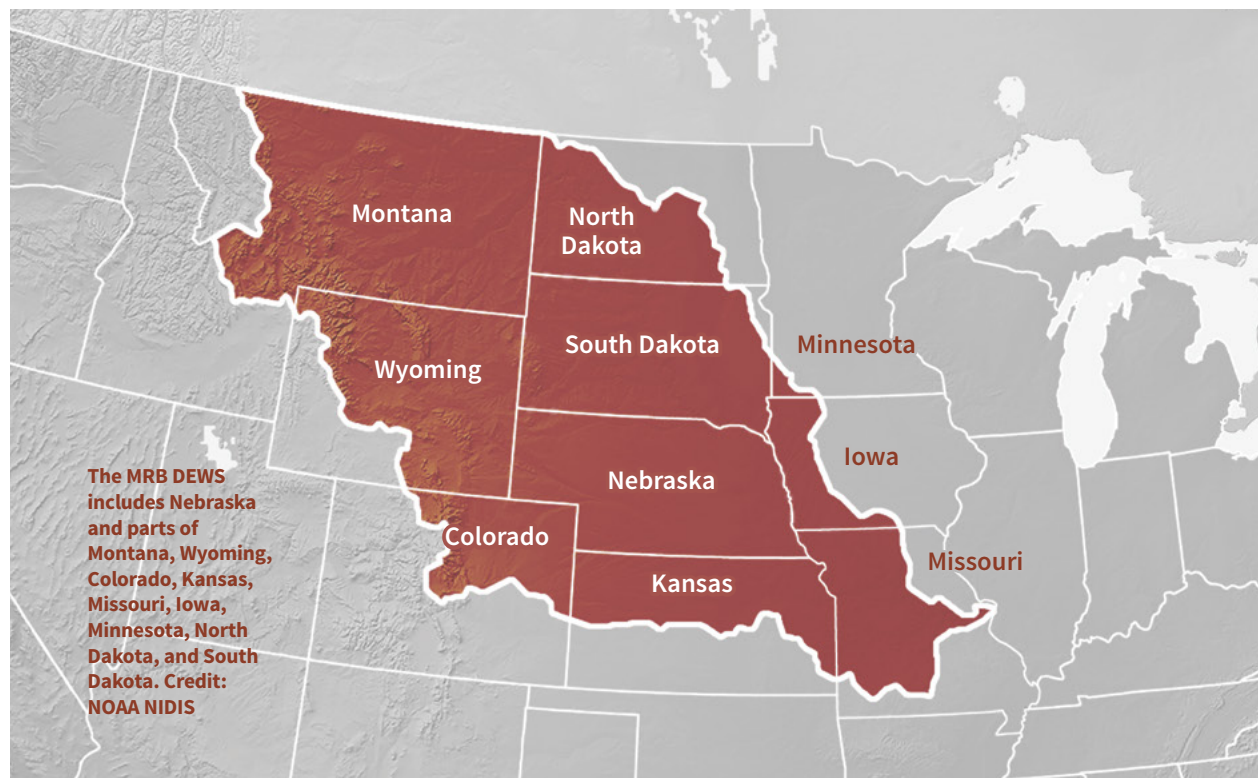 Montana
North
Dakota
South Dakota
Minnesota
Wyoming
Iowa
Nebraska
Colorado
Missouri
Kansas
The MRB DEWS
includes Nebraska
and parts of
Montana, Wyoming,
Colorado, Kansas,
Missouri, Iowa,
Minnesota, North
Dakota, and South
Dakota. Credit:
NOAA NIDIS